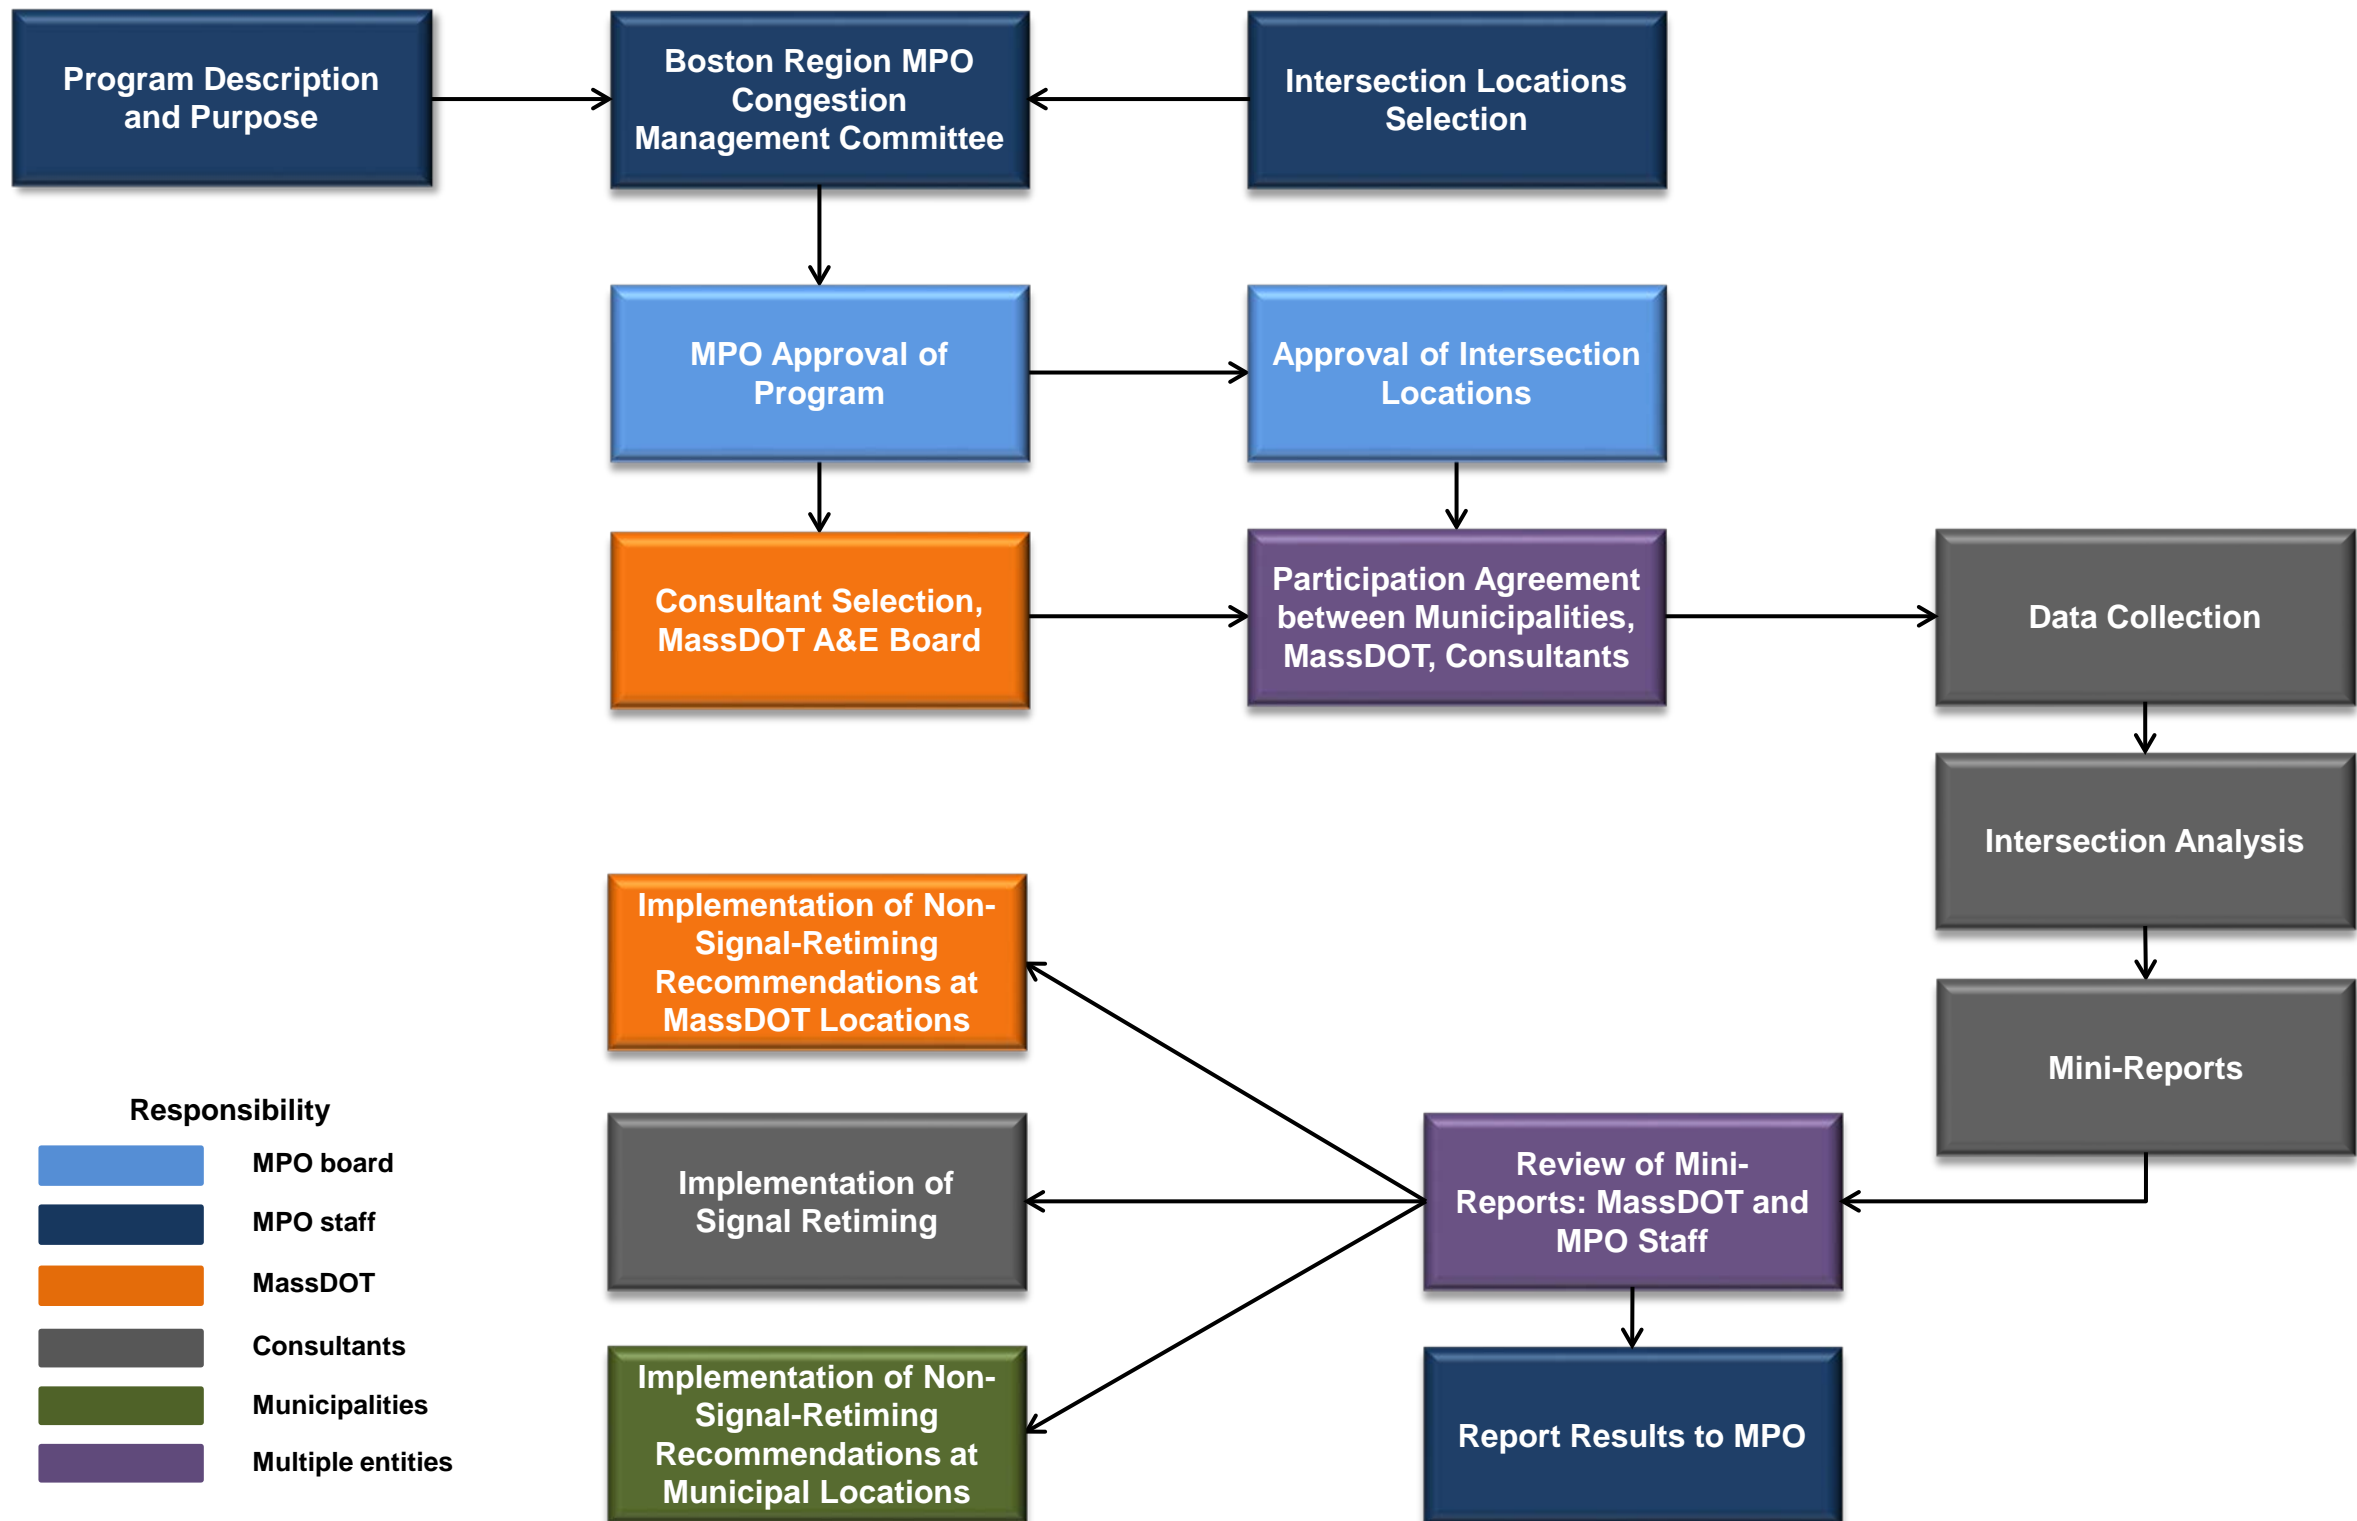 Program Description
and Purpose
Boston Region MPO
Congestion
Management Committee
Intersection Locations
Selection
MPO Approval of
Program
Approval of Intersection
Locations
Consultant Selection,
MassDOT A&E Board
Participation Agreement
between Municipalities,
MassDOT, Consultants
Data Collection
Intersection Analysis
Mini-Reports
Implementation of Non-
Signal-Retiming
Recommendations at
MassDOT Locations
Implementation of
Signal Retiming
Review of Mini-
Reports: MassDOT and
MPO Staff
Implementation of Non-
Signal-Retiming
Recommendations at
Municipal Locations
Report Results to MPO
Responsibility
MPO board
MPO staff
MassDOT
Consultants
Municipalities
Multiple entities